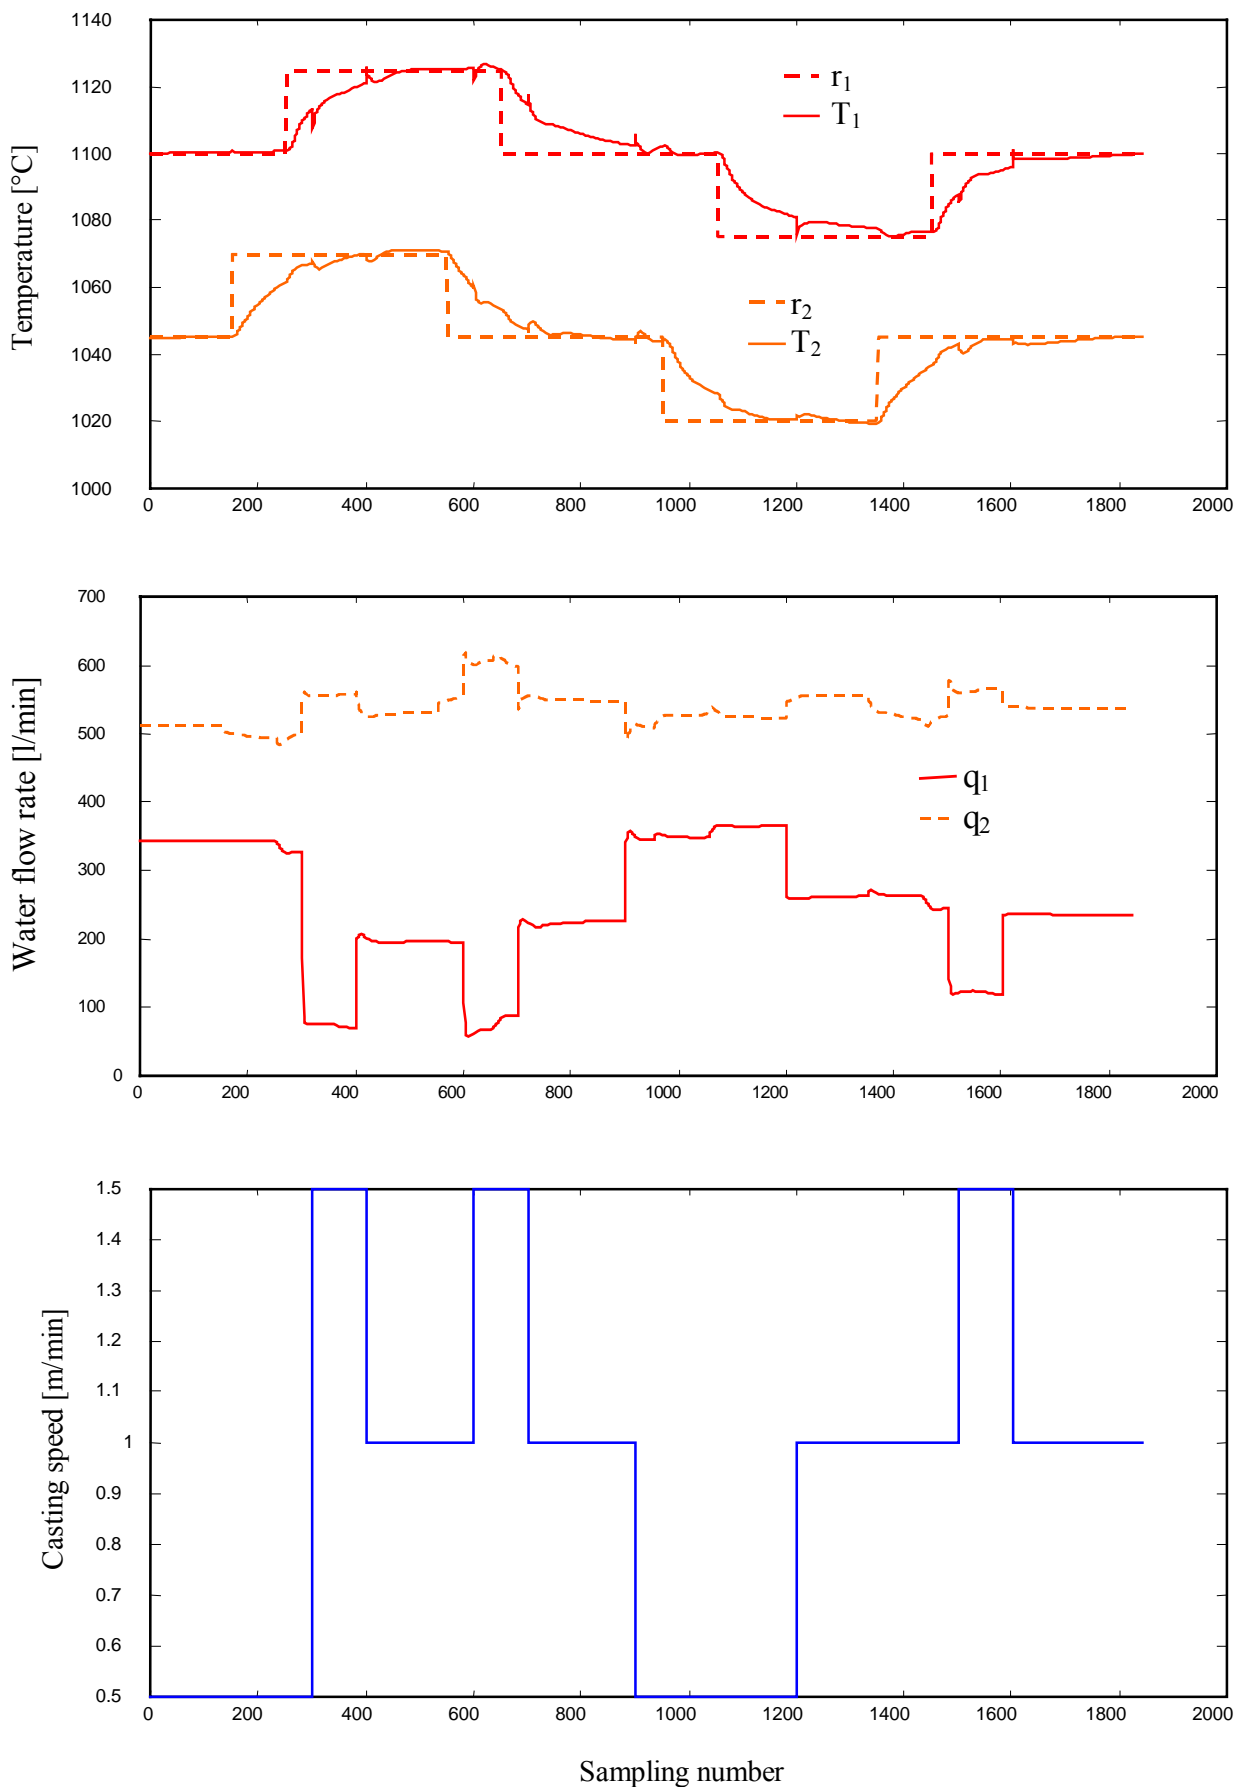 1140
1120
1100
1080
1060
1040
1020
1000
Temperature [°C]
r1
T1
r2
T2
0 200 400 600 800 1000 1200 1400 1600 1800 2000
700
600
500
400
300
200
100
0
Water flow rate [l/min]
q1
q2
0 200 400 600 800 1000 1200 1400 1600 1800 2000
1.5
1.4
1.3
1.2
1.1
1
0.9
0.8
0.7
0.6
0.5
Casting speed [m/min]
0 200 400 600 800 1000 1200 1400 1600 1800 2000
Sampling number